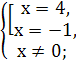 x = 4,
x = −1,
x ≠ 0;